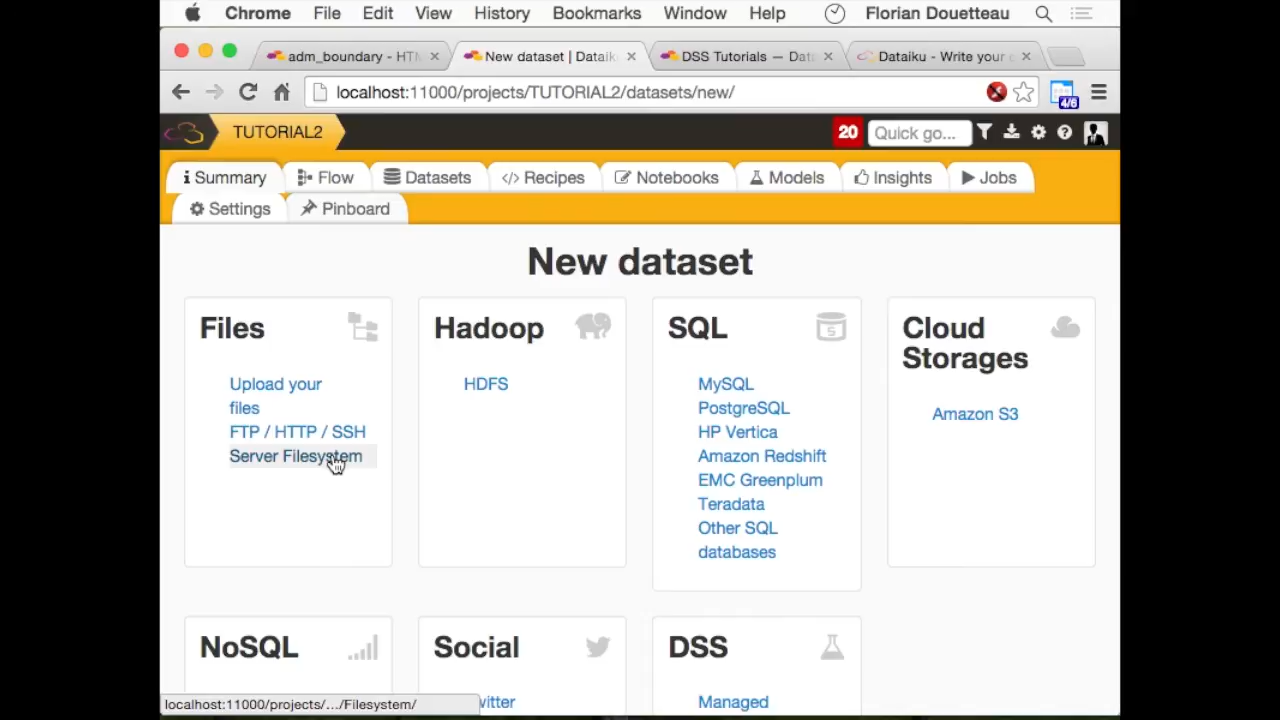 Chrome File Edit View History Bookmarks Window Help Florian Douetteau
adm_boundary - HTM
New dataset | Dataik
DSS Tutorials — Dat
Dataiku - Write your
localhost:11000/projects/TUTORIAL2/datasets/new/
4/6
TUTORIAL2
20
Quick go...
Summary Flow Datasets Recipes Notebooks Models Insights Jobs
Settings Pinboard
New dataset
Files
Upload your
files
FTP / HTTP / SSH
Server Filesystem
Hadoop
HDFS
SQL
MySQL
PostgreSQL
HP Vertica
Amazon Redshift
EMC Greenplum
Teradata
Other SQL
databases
Cloud
Storages
Amazon S3
NoSQL
Social
witter
DSS
Managed
localhost:11000/projects/.../Filesystem/